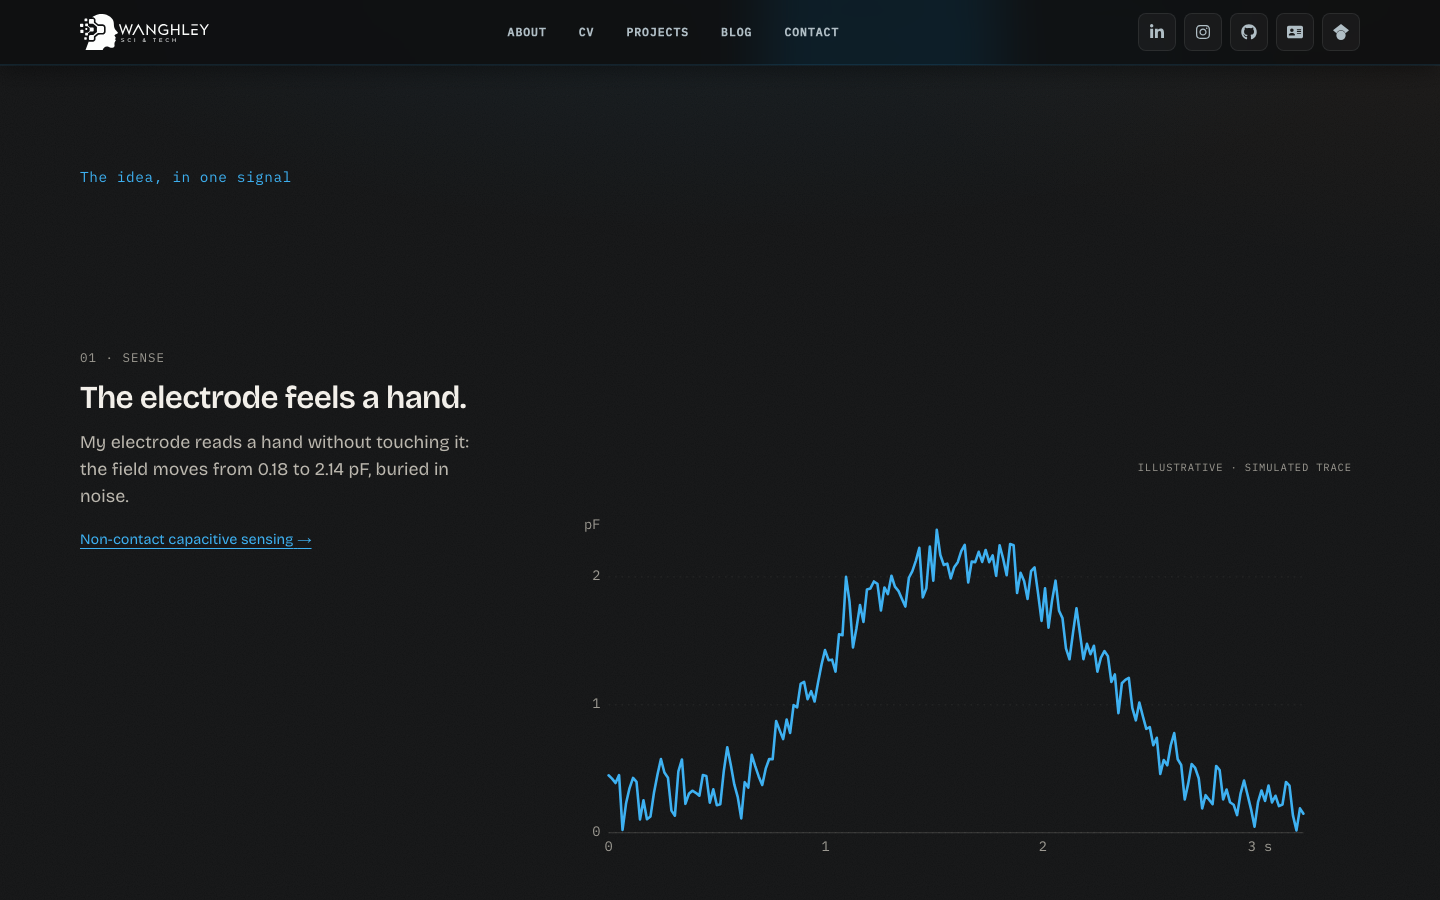 WANGHLEY
SCI & TECH
ABOUT
CV
PROJECTS
BLOG
CONTACT
The idea, in one signal
01 · SENSE
The electrode feels a hand.
My electrode reads a hand without touching it:
the field moves from 0.18 to 2.14 pF, buried in
noise.
Non-contact capacitive sensing →
ILLUSTRATIVE · SIMULATED TRACE
pF
2
1
0
0 1 2 3 s